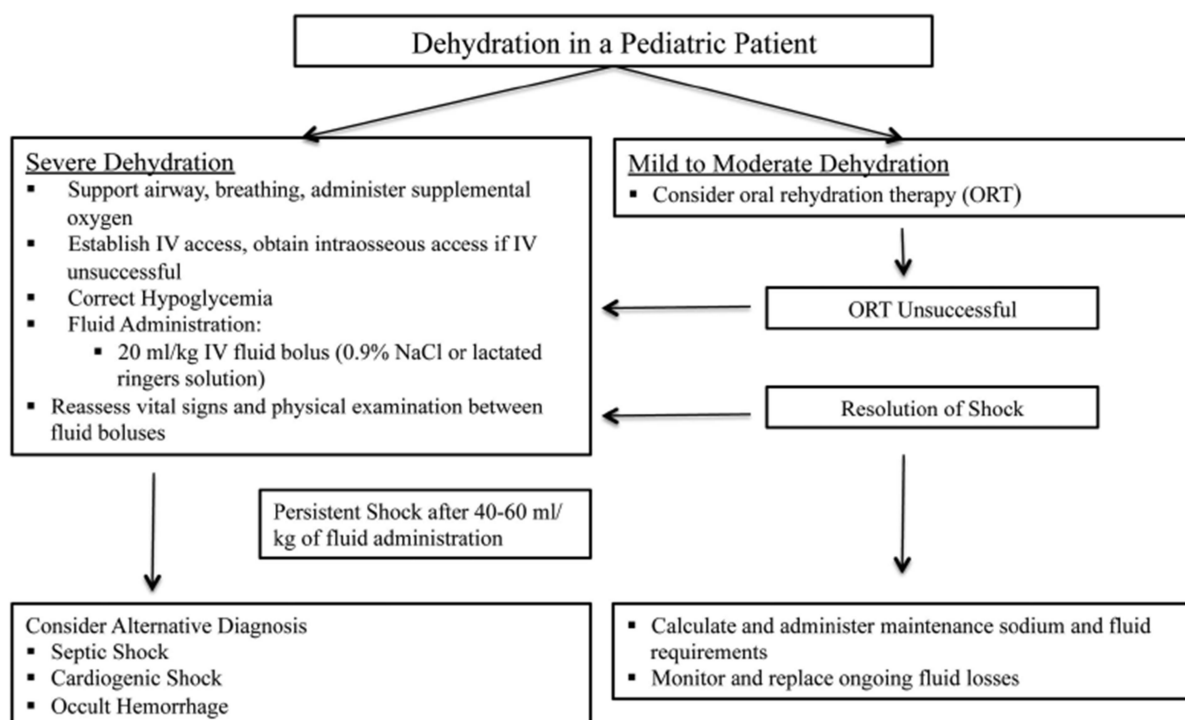 Dehydration in a Pediatric Patient
Severe Dehydration
▪ Support airway, breathing, administer supplemental
oxygen
▪ Establish IV access, obtain intraosseous access if IV
unsuccessful
▪ Correct Hypoglycemia
▪ Fluid Administration:
▪ 20 ml/kg IV fluid bolus (0.9% NaCl or lactated
ringers solution)
▪ Reassess vital signs and physical examination between
fluid boluses
Mild to Moderate Dehydration
▪ Consider oral rehydration therapy (ORT)
ORT Unsuccessful
Resolution of Shock
Persistent Shock after 40-60 ml/
kg of fluid administration
Consider Alternative Diagnosis
▪ Septic Shock
▪ Cardiogenic Shock
▪ Occult Hemorrhage
▪ Calculate and administer maintenance sodium and fluid
requirements
▪ Monitor and replace ongoing fluid losses